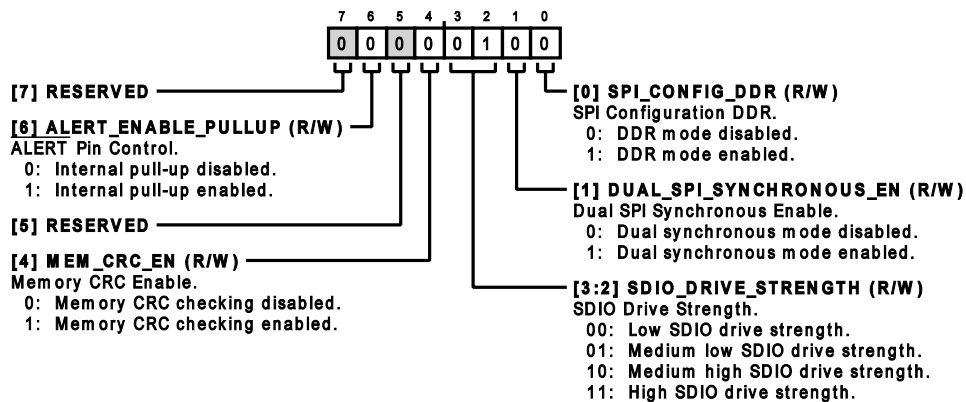 7 6 5 4 3 2 1 0
0 0 0 0 0 1 0 0
[7] RESERVED
[6] ALERT_ENABLE_PULLUP (R/W)
ALERT Pin Control.
0: Internal pull-up disabled.
1: Internal pull-up enabled.
[5] RESERVED
[4] MEM_CRC_EN (R/W)
Memory CRC Enable.
0: Memory CRC checking disabled.
1: Memory CRC checking enabled.
[0] SPI_CONFIG_DDR (R/W)
SPI Configuration DDR.
0: DDR mode disabled.
1: DDR mode enabled.
[1] DUAL_SPI_SYNCHRONOUS_EN (R/W)
Dual SPI Synchronous Enable.
0: Dual synchronous mode disabled.
1: Dual synchronous mode enabled.
[3:2] SDIO_DRIVE_STRENGTH (R/W)
SDIO Drive Strength.
00: Low SDIO drive strength.
01: Medium low SDIO drive strength.
10: Medium high SDIO drive strength.
11: High SDIO drive strength.